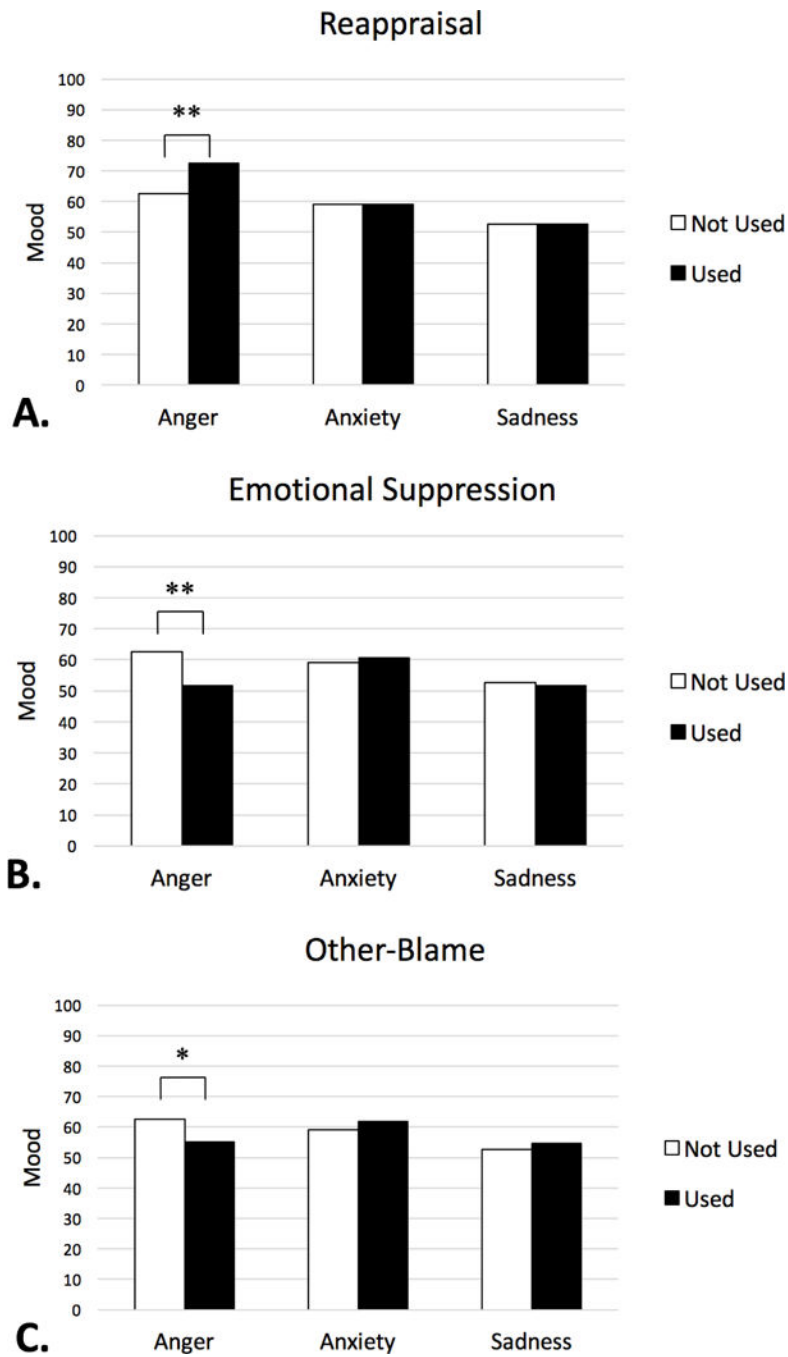 Reappraisal
100
90
80
70
60
50
40
30
20
10
0
Mood
**
Anger Anxiety Sadness
Not Used
Used
A.
Emotional Suppression
100
90
80
70
60
50
40
30
20
10
0
Mood
**
Anger Anxiety Sadness
Not Used
Used
B.
Other-Blame
100
90
80
70
60
50
40
30
20
10
0
Mood
*
Anger Anxiety Sadness
Not Used
Used
C.